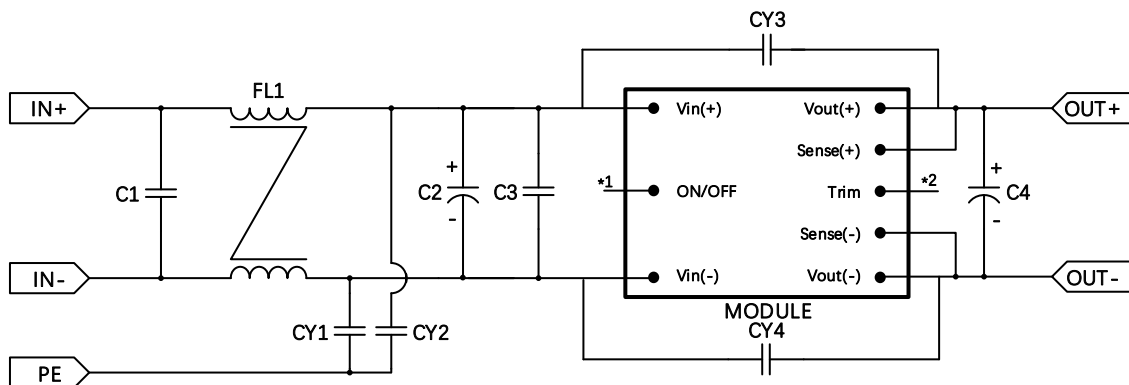 CY3
FL1
IN+
Vin(+)
Vout(+)
OUT+
Sense(+)
+
+
C1
C2
C3
*1
ON/OFF
Trim
*2
C4
-
-
Sense(-)
IN-
Vin(-)
Vout(-)
OUT-
MODULE
CY1
CY2
CY4
PE